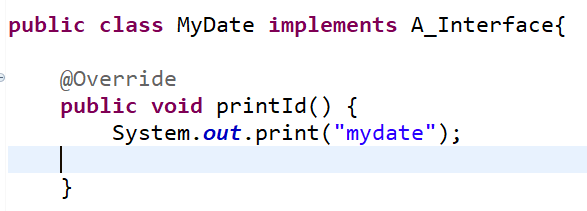 public class MyDate implements A_Interface{
@Override
public void printId() {
System.out.print("mydate");
}